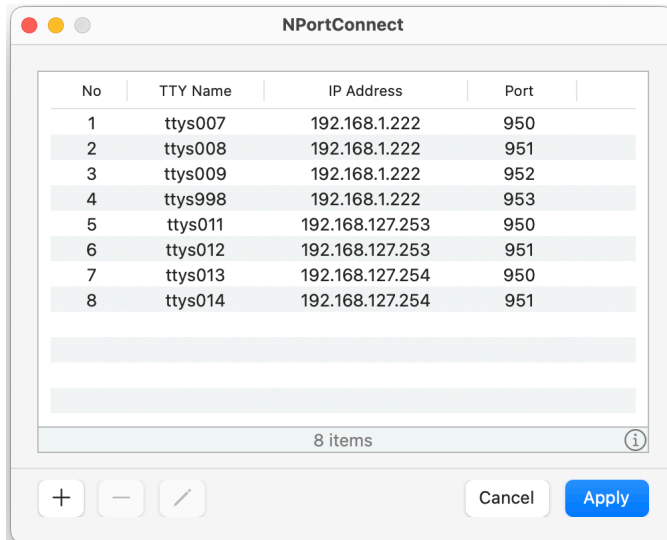 NPortConnect
No TTY Name IP Address Port
1 ttys007 192.168.1.222 950
2 ttys008 192.168.1.222 951
3 ttys009 192.168.1.222 952
4 ttys998 192.168.1.222 953
5 ttys011 192.168.127.253 950
6 ttys012 192.168.127.253 951
7 ttys013 192.168.127.254 950
8 ttys014 192.168.127.254 951
8 items
Cancel Apply